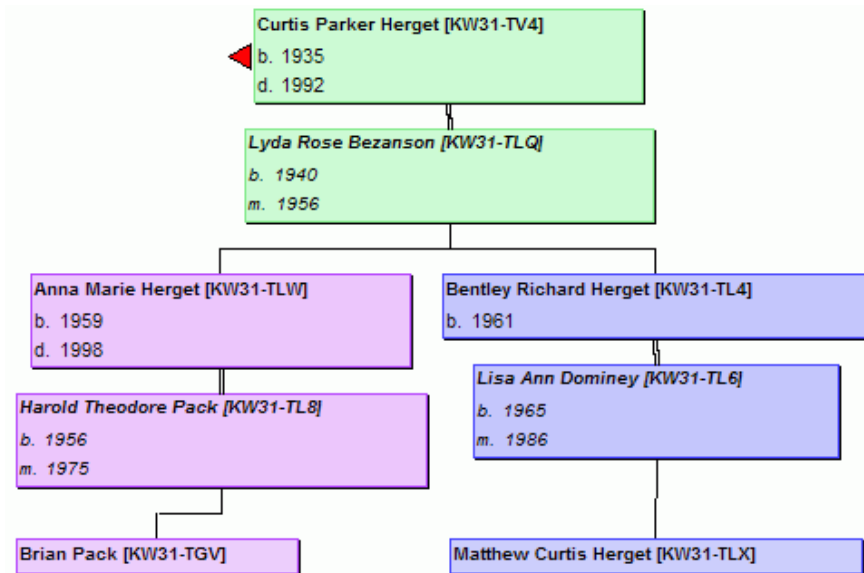 Curtis Parker Herget [KW31-TV4]
b. 1935
d. 1992
Lyda Rose Bezanson [KW31-TLQ]
b. 1940
m. 1956
Anna Marie Herget [KW31-TLW]
b. 1959
d. 1998
Harold Theodore Pack [KW31-TL8]
b. 1956
m. 1975
Brian Pack [KW31-TGV]
Bentley Richard Herget [KW31-TL4]
b. 1961
Lisa Ann Dominey [KW31-TL6]
b. 1965
m. 1986
Matthew Curtis Herget [KW31-TLX]